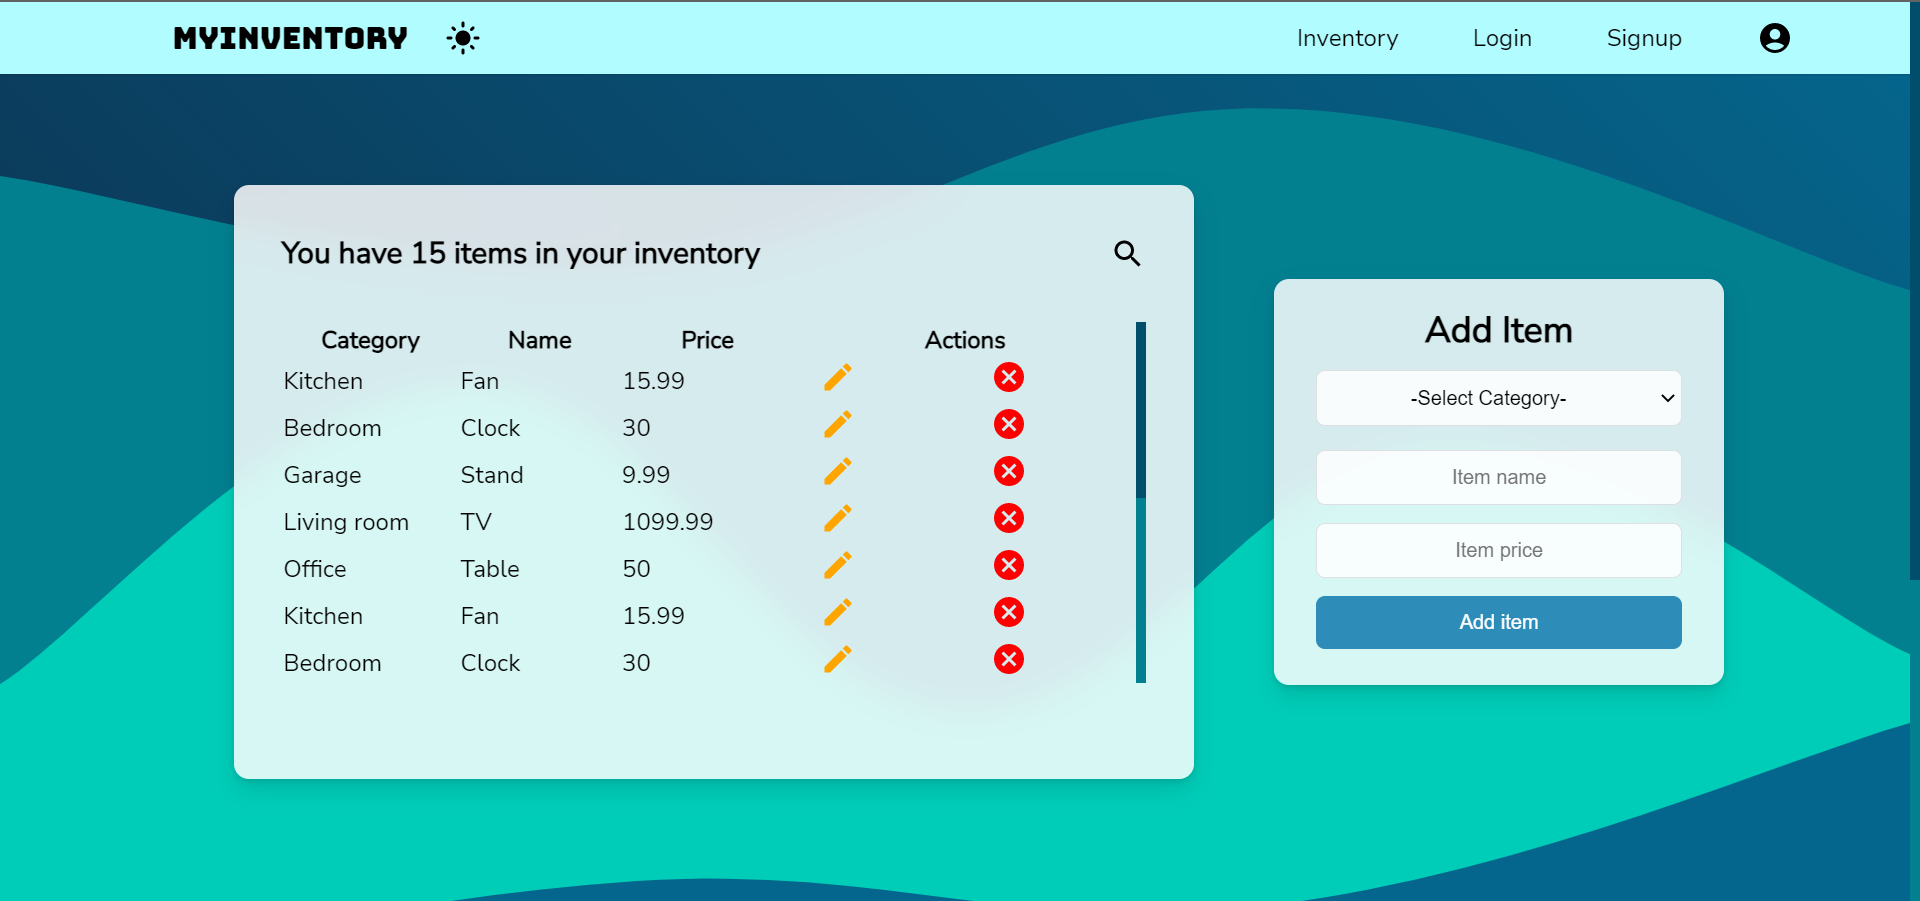 MYINVENTORY Inventory Login Signup
You have 15 items in your inventory
Category Name Price Actions
Kitchen Fan 15.99
Bedroom Clock 30
Garage Stand 9.99
Living room TV 1099.99
Office Table 50
Kitchen Fan 15.99
Bedroom Clock 30
Add Item
-Select Category-
Item name
Item price
Add item